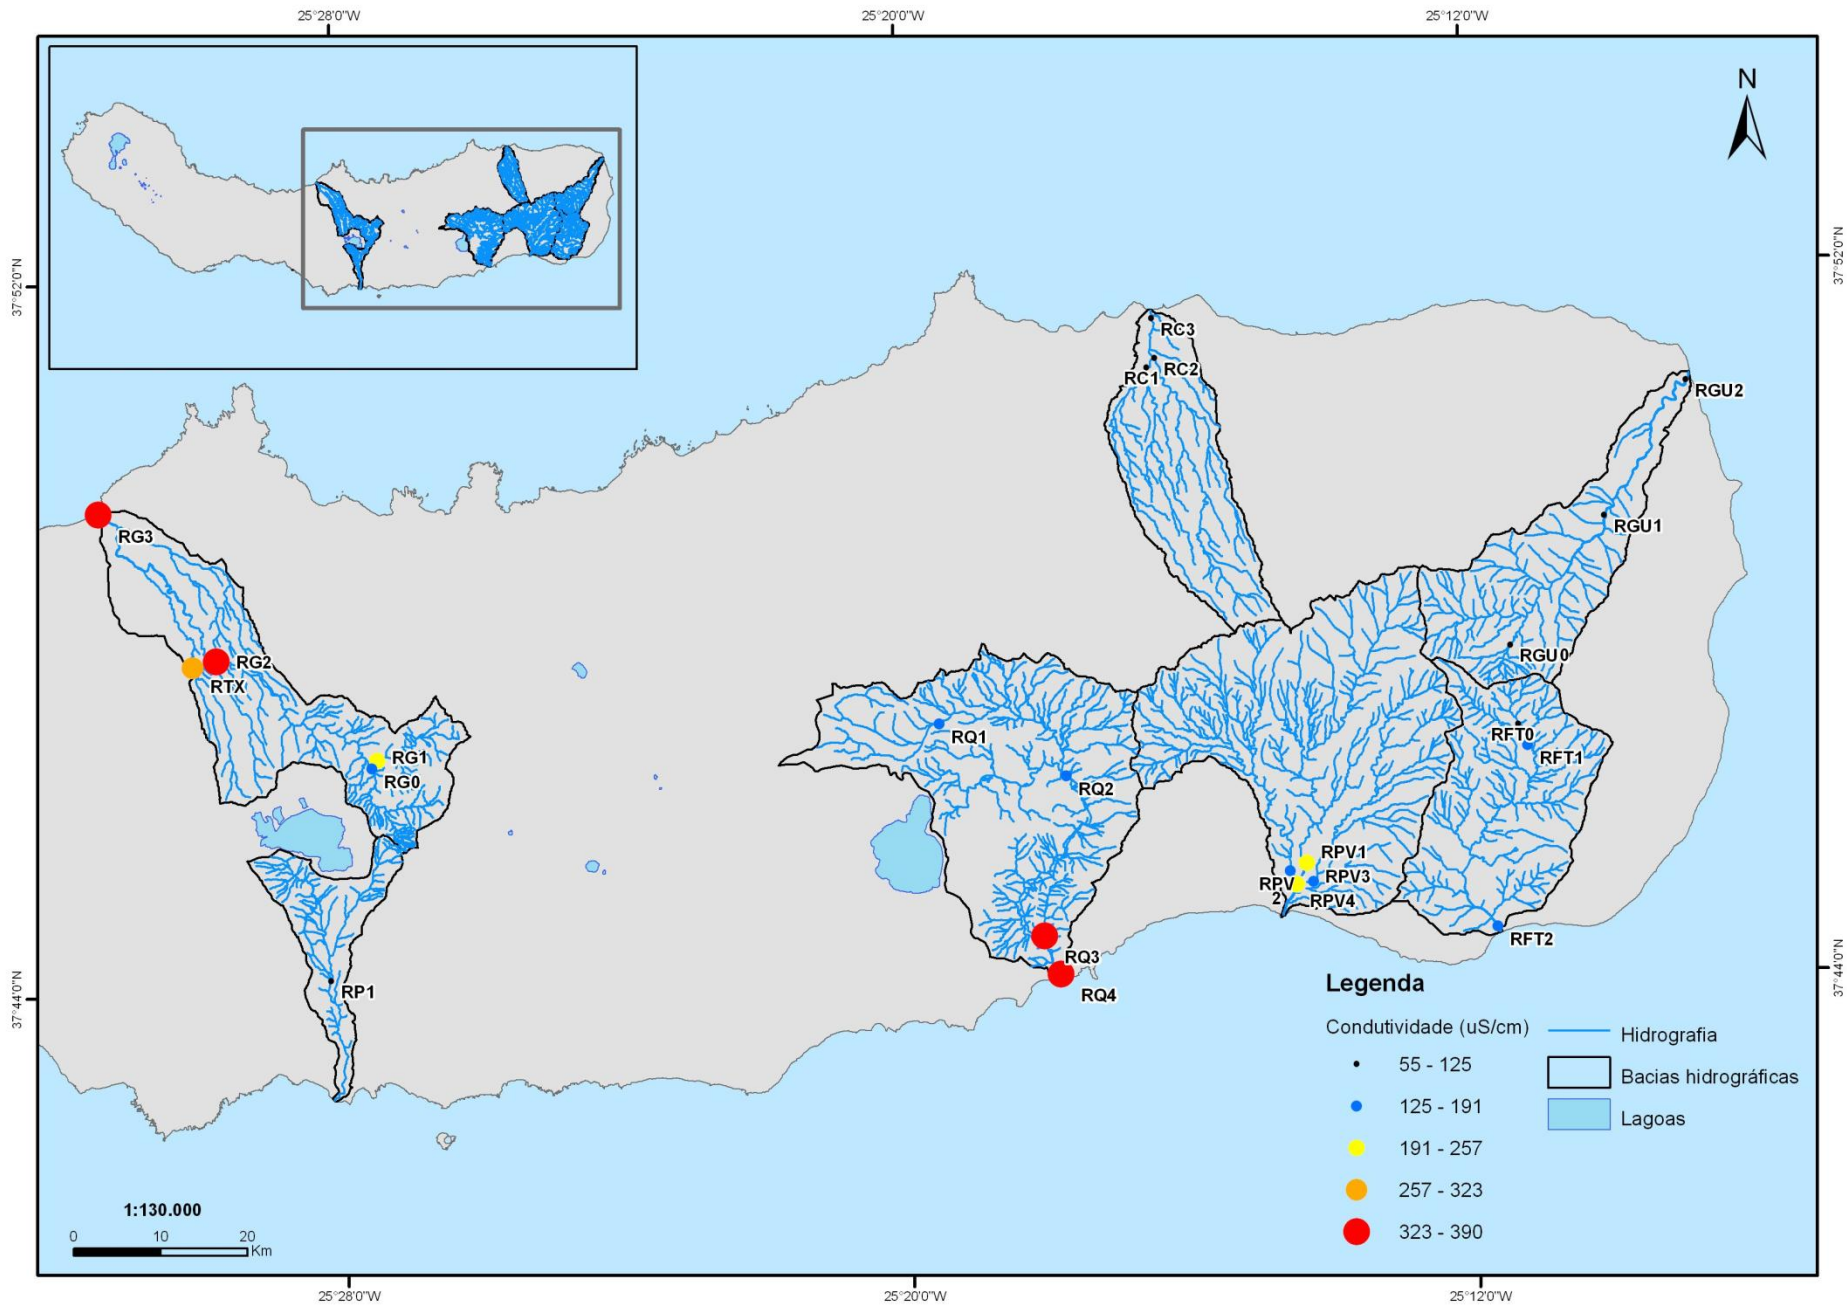 25°28'0"W
25°20'0"W
25°12'0"W
N
37°52'0"N
37°52'0"N
RC3
RC2
RC1
RGU2
RGU1
RG3
RG2
RTX
RGU0
RG1
RG0
RQ1
RFT0
RFT1
RQ2
RPV1
RPV3
RPV
2
RPV4
RFT2
RQ3
RQ4
RP1
37°44'0"N
37°44'0"N
Legenda
Condutividade (uS/cm)
55 - 125
125 - 191
191 - 257
257 - 323
323 - 390
Hidrografia
Bacias hidrográficas
Lagoas
1:130.000
0 10 20
Km
25°28'0"W
25°20'0"W
25°12'0"W